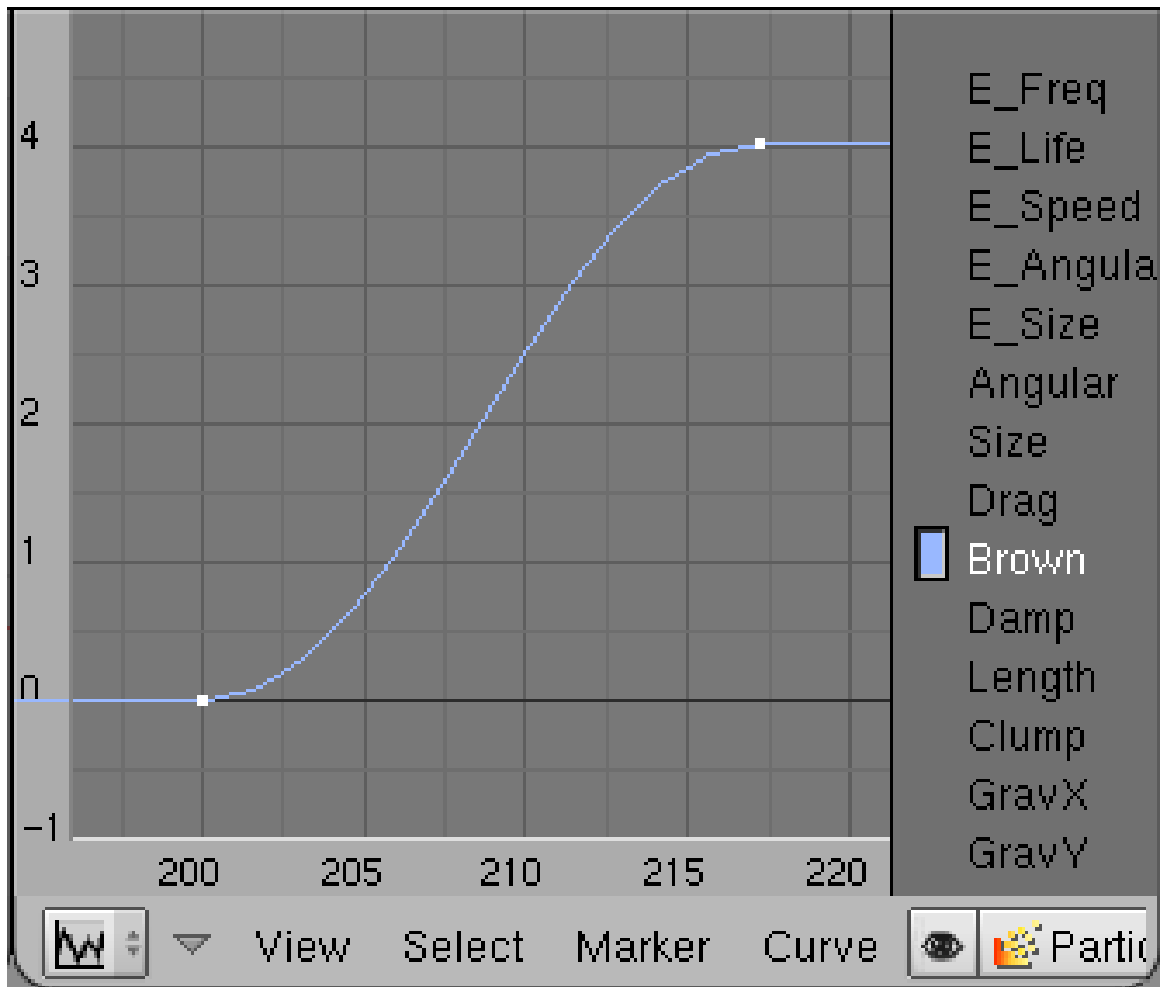 4
3
2
1
0
-1
200 205 210 215 220
E_Freq
E_Life
E_Speed
E_Angula
E_Size
Angular
Size
Drag
Brown
Damp
Length
Clump
GravX
GravY
View Select Marker Curve Partic